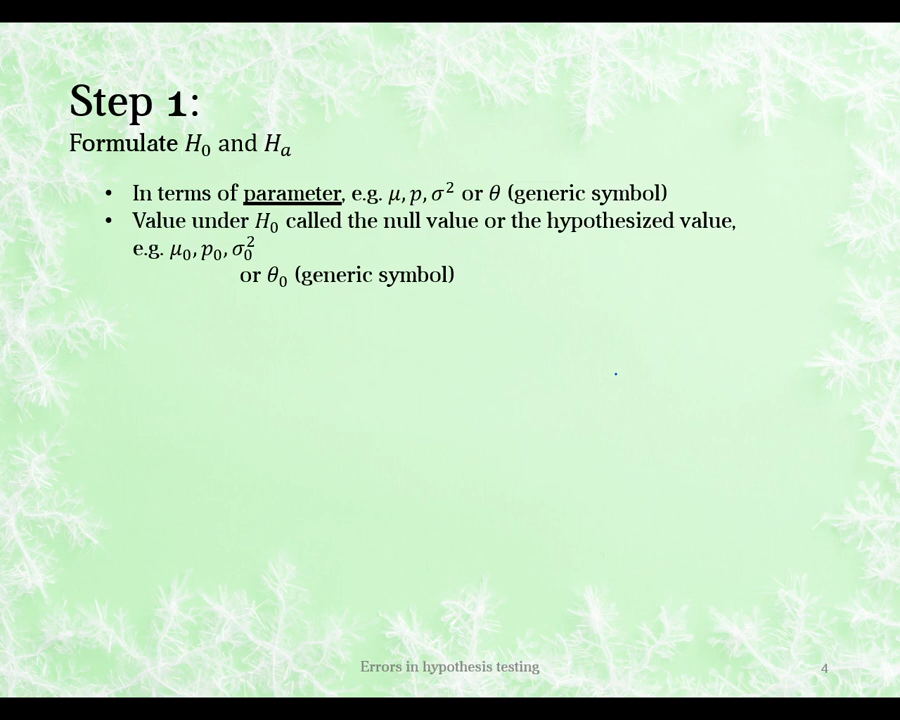 Step 1:
Formulate 𝐻₀ and 𝐻ₐ
• In terms of parameter, e.g. 𝜇, 𝑝, 𝜎² or 𝜃 (generic symbol)
• Value under 𝐻₀ called the null value or the hypothesized value,
e.g. 𝜇₀, 𝑝₀, 𝜎₀²
or 𝜃₀ (generic symbol)
Errors in hypothesis testing
4